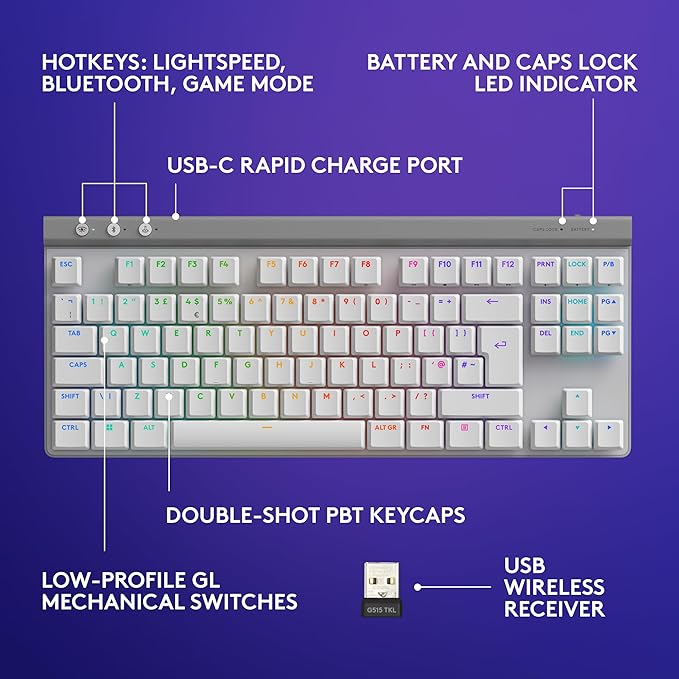 HOTKEYS: LIGHTSPEED,
BLUETOOTH, GAME MODE
BATTERY AND CAPS LOCK
LED INDICATOR
USB-C RAPID CHARGE PORT
CAPS LOCK BATTERY
ESC F1 F2 F3 F4 F5 F6 F7 F8 F9 F10 F11 F12 PRNT LOCK P/B
` ¬ ¦ 1 ! 2 " 3 £ 4 $ € 5 % 6 ^ 7 & 8 * 9 ( 0 ) - _ = + ← INS HOME PG▲
TAB Q W E R T Y U I O P [ { ] } DEL END PG▼
CAPS A S D F G H J K L ; : ' @ # ~
SHIFT \ | Z X C V B N M , < . > / ? SHIFT ▲
CTRL ALT ALT GR FN CTRL ◄ ▼ ►
DOUBLE-SHOT PBT KEYCAPS
LOW-PROFILE GL
MECHANICAL SWITCHES
G515 TKL
USB
WIRELESS
RECEIVER